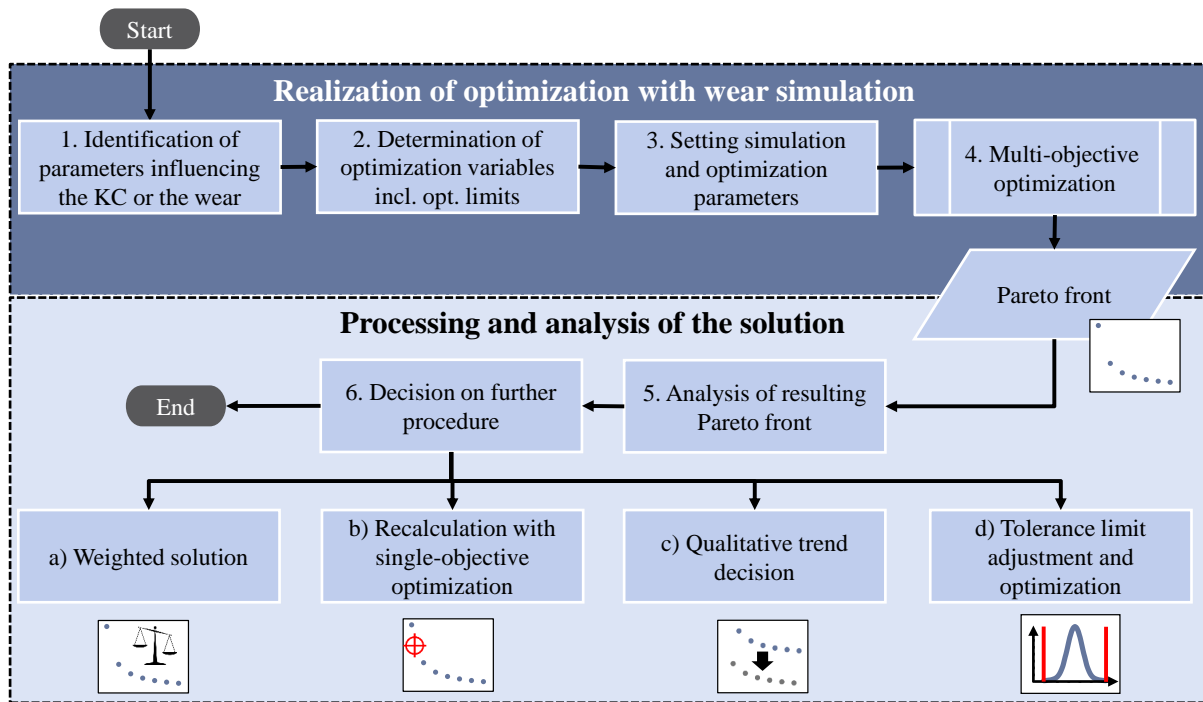 Start
Realization of optimization with wear simulation
1. Identification of
parameters influencing
the KC or the wear
2. Determination of
optimization variables
incl. opt. limits
3. Setting simulation
and optimization
parameters
4. Multi-objective
optimization
Pareto front
Processing and analysis of the solution
5. Analysis of resulting
Pareto front
6. Decision on further
procedure
End
a) Weighted solution
b) Recalculation with
single-objective
optimization
c) Qualitative trend
decision
d) Tolerance limit
adjustment and
optimization